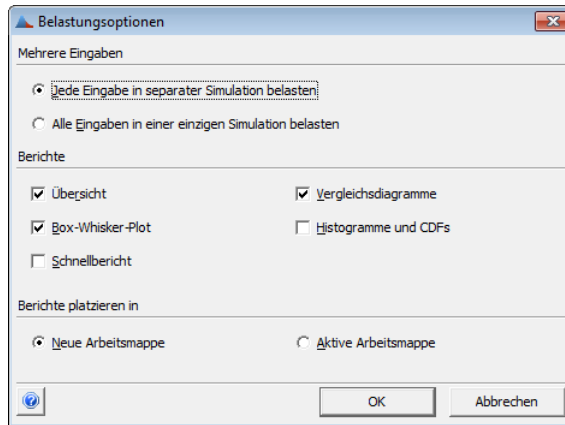 Belastungsoptionen
Mehrere Eingaben
Jede Eingabe in separater Simulation belasten
Alle Eingaben in einer einzigen Simulation belasten
Berichte
Übersicht
Vergleichsdiagramme
Box-Whisker-Plot
Histogramme und CDFs
Schnellbericht
Berichte platzieren in
Neue Arbeitsmappe
Aktive Arbeitsmappe
?
OK
Abbrechen